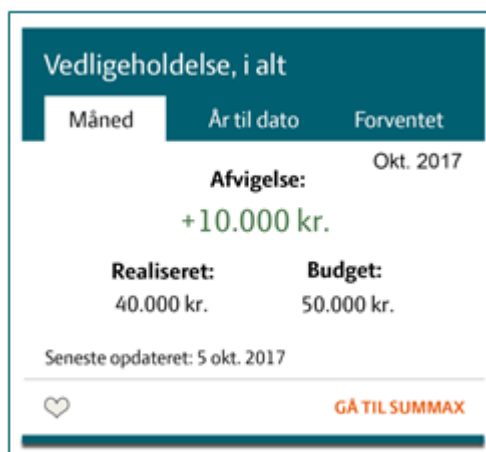 Vedligeholdelse, i alt
Måned År til dato Forventet
Okt. 2017
Afvigelse:
+10.000 kr.
Realiseret: Budget:
40.000 kr. 50.000 kr.
Seneste opdateret: 5 okt. 2017
GÅ TIL SUMMAX